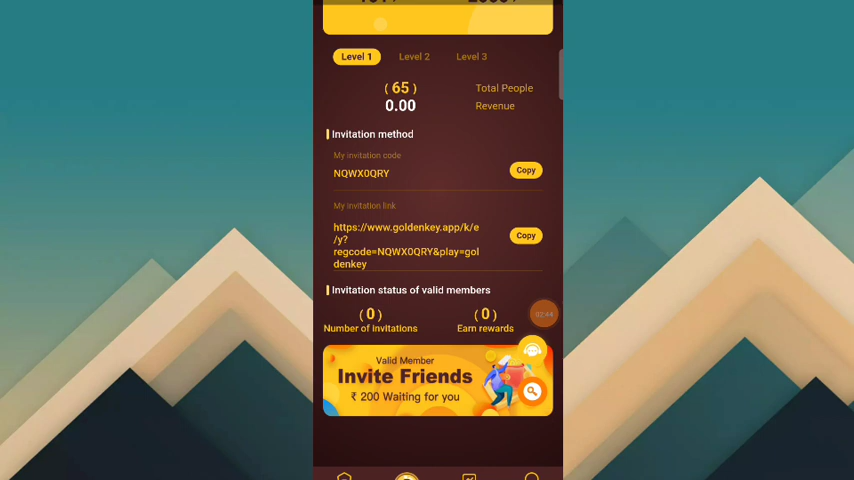 Level 1 Level 2 Level 3
(65) Total People
0.00 Revenue
Invitation method
My invitation code
NQWX0QRY Copy
My invitation link
https://www.goldenkey.app/k/e
/y?
regcode=NQWX0QRY&play=gol
denkey
Copy
Invitation status of valid members
(0) (0)
Number of Invitations Earn rewards
02:44
Valid Member
Invite Friends
₹ 200 Waiting for you